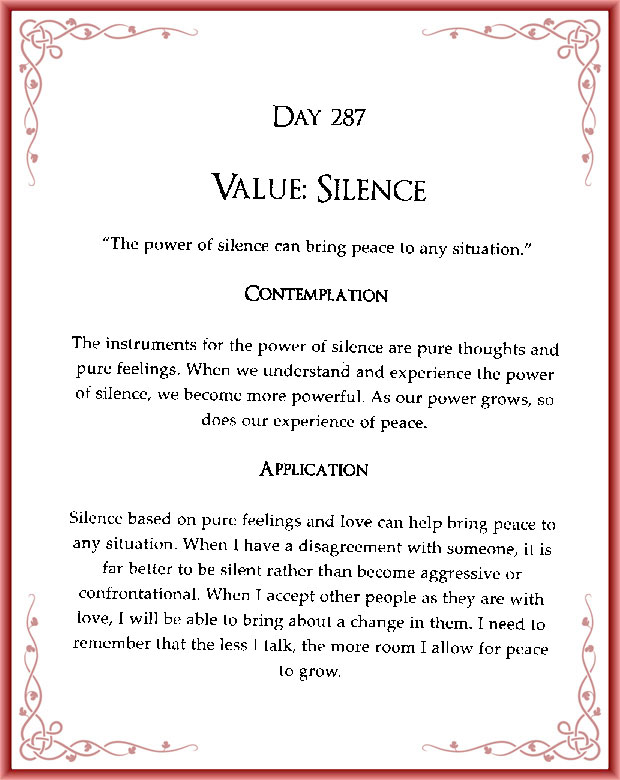 DAY 287
VALUE: SILENCE
“The power of silence can bring peace to any situation.”
CONTEMPLATION
The instruments for the power of silence are pure thoughts and
pure feelings. When we understand and experience the power
of silence, we become more powerful. As our power grows, so
does our experience of peace.
APPLICATION
Silence based on pure feelings and love can help bring peace to
any situation. When I have a disagreement with someone, it is
far better to be silent rather than become aggressive or
confrontational. When I accept other people as they are with
love, I will be able to bring about a change in them. I need to
remember that the less I talk, the more room I allow for peace
to grow.